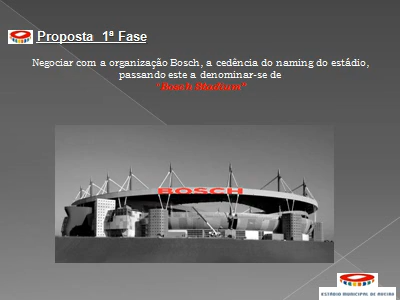 Proposta 1ª Fase
Negociar com a organização Bosch, a cedência do naming do estádio,
passando este a denominar-se de
"Bosch Stadium"
BOSCH
ESTÁDIO MUNICIPAL DE AVEIRO